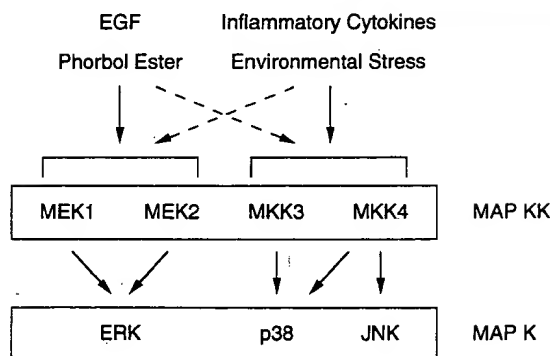 EGF Inflammatory Cytokines
Phorbol Ester Environmental Stress
MEK1 MEK2 MKK3 MKK4 MAP KK
ERK p38 JNK MAP K